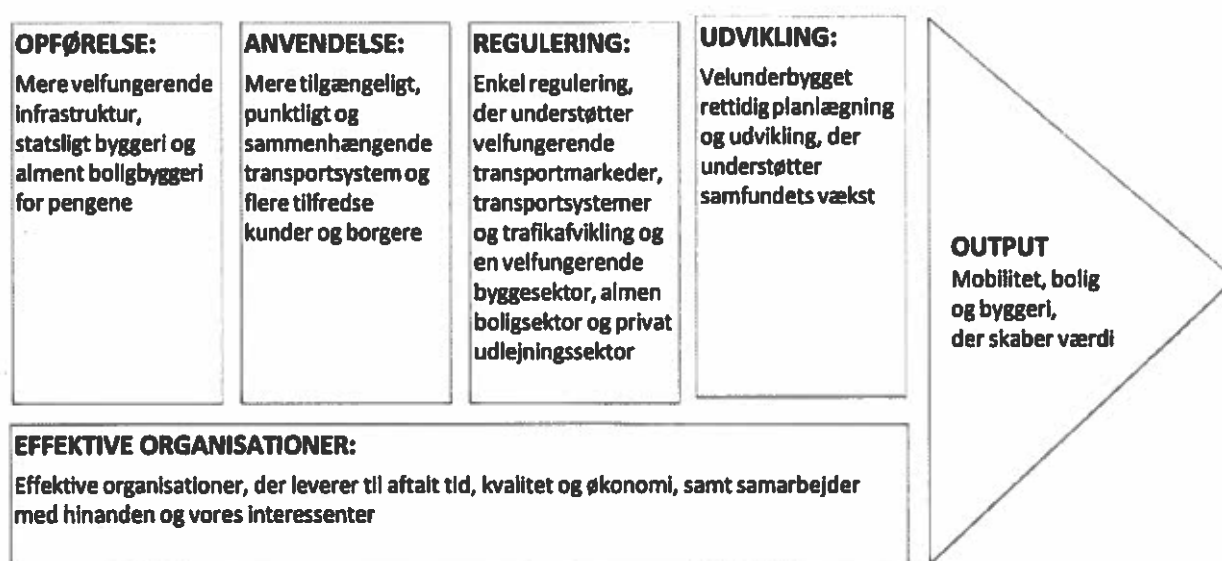 OPFØRELSE:
Mere velfungerende
infrastruktur,
statsligt byggeri og
alment boligbyggeri
for pengene
ANVENDELSE:
Mere tilgængeligt,
punktligt og
sammenhængende
transportsystem og
flere tilfredse
kunder og borgere
REGULERING:
Enkel regulering,
der understøtter
velfungerende
transportmarkeder,
transportsystemer
og trafikafvikling og
en velfungerende
byggesektor, almen
boligsektor og privat
udlejningssektor
UDVIKLING:
Velunderbygget
rettidig planlægning
og udvikling, der
understøtter
samfundets vækst
OUTPUT
Mobilitet, bolig
og byggeri,
der skaber værdi
EFFEKTIVE ORGANISATIONER:
Effektive organisationer, der leverer til aftalt tid, kvalitet og økonomi, samt samarbejder
med hinanden og vores interessenter